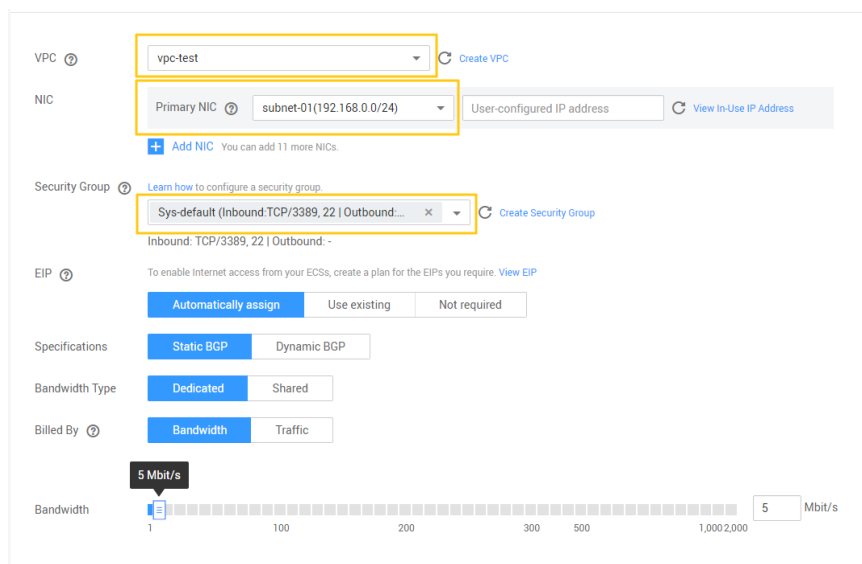 VPC ? vpc-test Create VPC
NIC Primary NIC ? subnet-01(192.168.0.0/24) User-configured IP address View In-Use IP Address
+ Add NIC You can add 11 more NICs.
Security Group ? Learn how to configure a security group.
Sys-default (Inbound:TCP/3389, 22 | Outbound:... × Create Security Group
Inbound: TCP/3389, 22 | Outbound: -
EIP ? To enable Internet access from your ECSs, create a plan for the EIPs you require. View EIP
Automatically assign Use existing Not required
Specifications Static BGP Dynamic BGP
Bandwidth Type Dedicated Shared
Billed By ? Bandwidth Traffic
5 Mbit/s
Bandwidth 5 Mbit/s
1 100 200 300 500 1,000 2,000